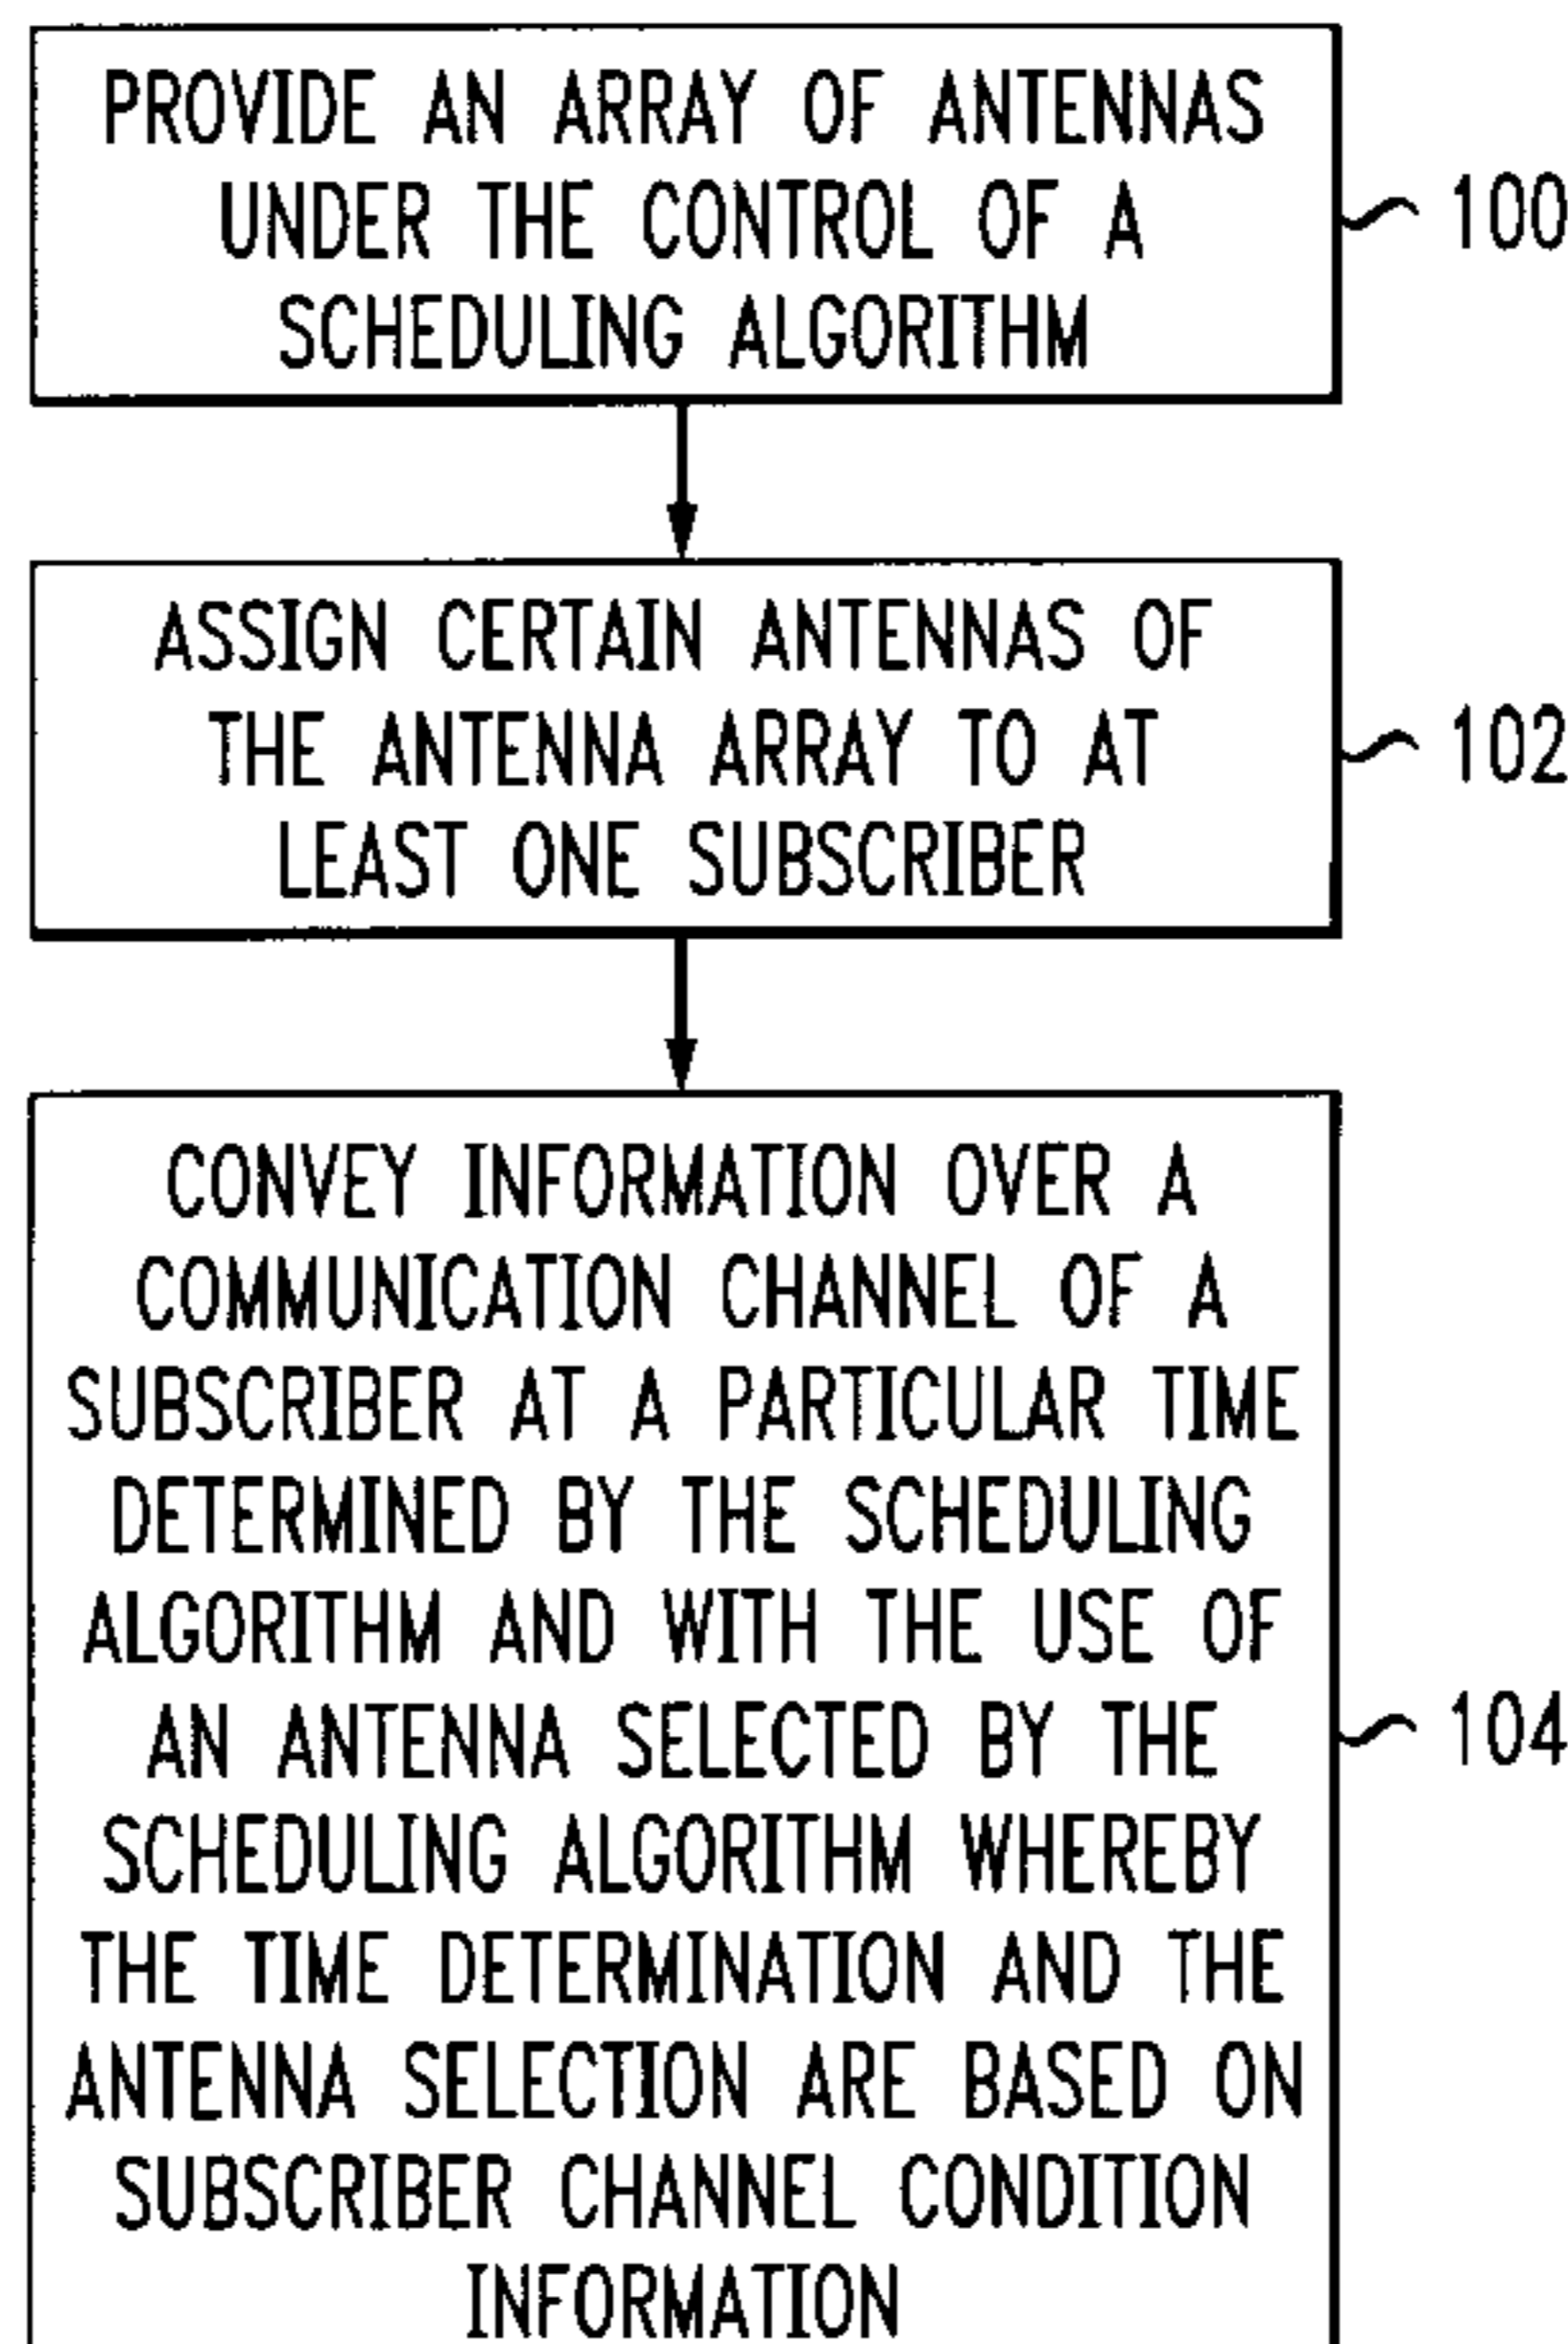 PROVIDE AN ARRAY OF ANTENNAS
UNDER THE CONTROL OF A
SCHEDULING ALGORITHM
100
ASSIGN CERTAIN ANTENNAS OF
THE ANTENNA ARRAY TO AT
LEAST ONE SUBSCRIBER
102
CONVEY INFORMATION OVER A
COMMUNICATION CHANNEL OF A
SUBSCRIBER AT A PARTICULAR TIME
DETERMINED BY THE SCHEDULING
ALGORITHM AND WITH THE USE OF
AN ANTENNA SELECTED BY THE
SCHEDULING ALGORITHM WHEREBY
THE TIME DETERMINATION AND THE
ANTENNA SELECTION ARE BASED ON
SUBSCRIBER CHANNEL CONDITION
INFORMATION
104